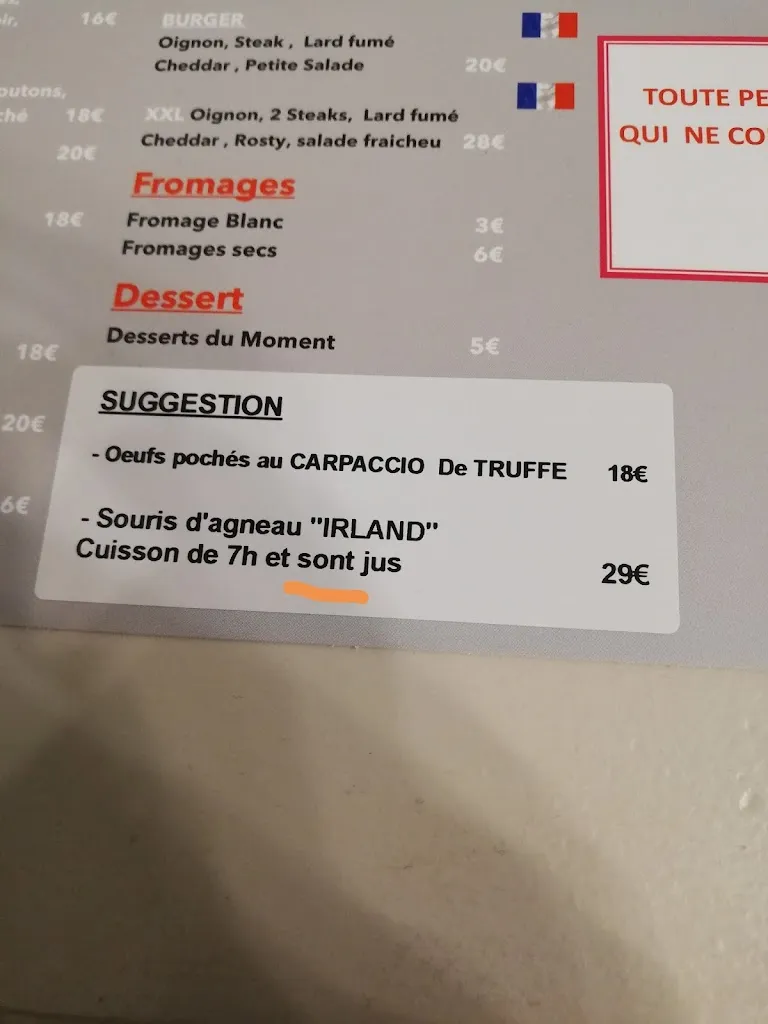 16€
BURGER
Oignon, Steak , Lard fumé
Cheddar , Petite Salade 20€
18€ XXL Oignon, 2 Steaks, Lard fumé
Cheddar , Rosty, salade fraicheu 28€
20€
Fromages
18€ Fromage Blanc 3€
Fromages secs 6€
Dessert
Desserts du Moment 5€
18€
20€
6€
SUGGESTION
- Oeufs pochés au CARPACCIO De TRUFFE 18€
- Souris d'agneau "IRLAND"
Cuisson de 7h et sont jus 29€
TOUTE PE
QUI NE CO